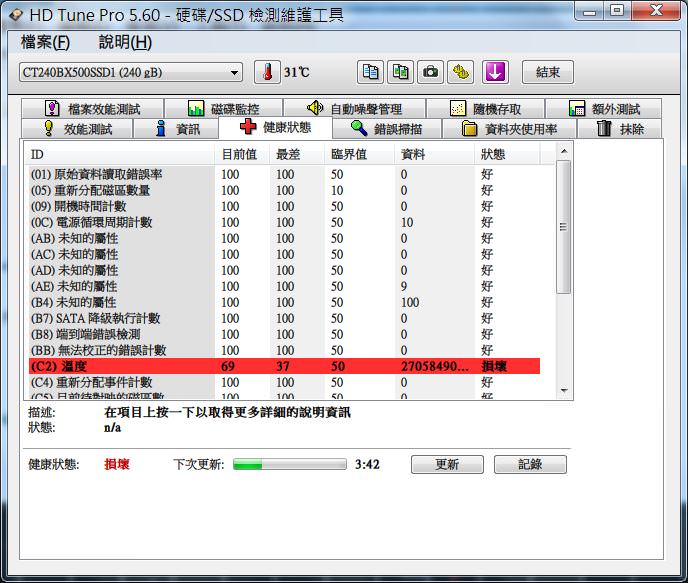 HD Tune Pro 5.60 - 硬碟/SSD 檢測維護工具
檔案(F) 說明(H)
CT240BX500SSD1 (240 gB) 31℃ 結束
檔案效能測試 磁碟監控 自動噪聲管理 隨機存取 額外測試
效能測試 資訊 健康狀態 錯誤掃描 資料夾使用率 抹除
ID 目前值 最差 臨界值 資料 狀態
(01) 原始資料讀取錯誤率 100 100 50 0 好
(05) 重新分配磁區數量 100 100 10 0 好
(09) 開機時間計數 100 100 50 0 好
(0C) 電源循環周期計數 100 100 50 10 好
(AB) 未知的屬性 100 100 50 0 好
(AC) 未知的屬性 100 100 50 0 好
(AD) 未知的屬性 100 100 50 0 好
(AE) 未知的屬性 100 100 50 9 好
(B4) 未知的屬性 100 100 50 100 好
(B7) SATA 降級執行計數 100 100 50 0 好
(B8) 端到端錯誤檢測 100 100 50 0 好
(BB) 無法校正的錯誤計數 100 100 50 0 好
(C2) 溫度 69 37 50 27058490... 損壞
(C4) 重新分配事件計數 100 100 50 0 好
(C5) 目前待對映的磁區數 100 100 50 0 好
描述: 在項目上按一下以取得更多詳細的說明資訊
狀態: n/a
健康狀態: 損壞 下次更新: 3:42 更新 記錄